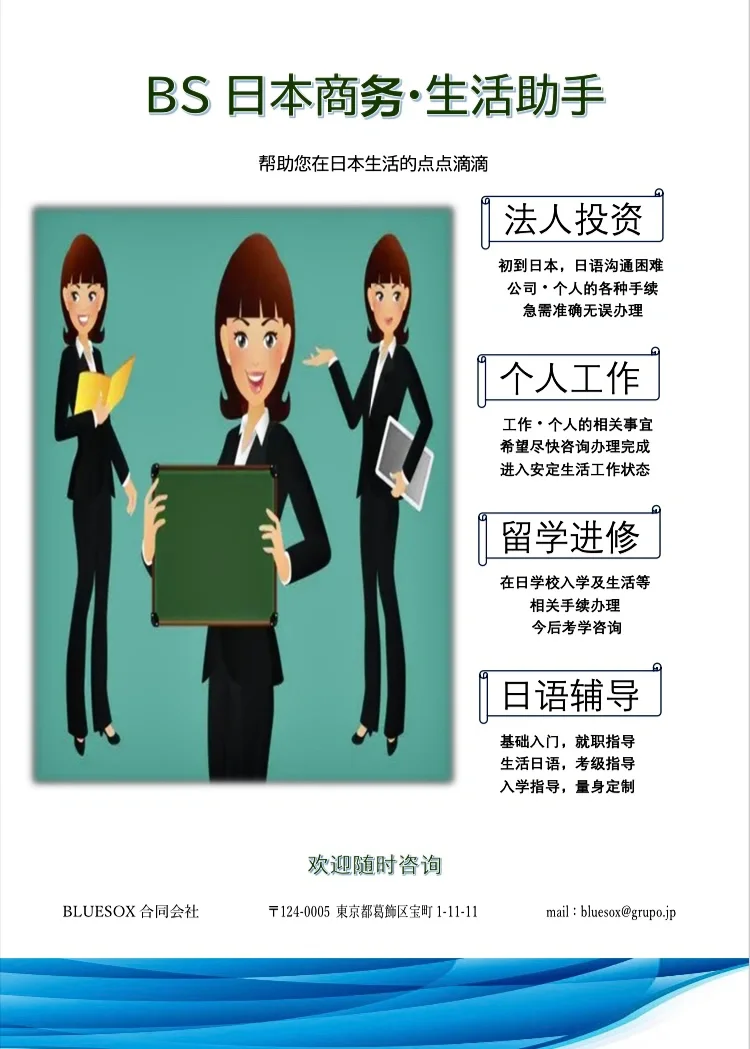 BS 日本商务·生活助手
帮助您在日本生活的点点滴滴
法人投资
初到日本，日语沟通困难
公司・个人的各种手续
急需准确无误办理
个人工作
工作・个人的相关事宜
希望尽快咨询办理完成
进入安定生活工作状态
留学进修
在日学校入学及生活等
相关手续办理
今后考学咨询
日语辅导
基础入门，就职指导
生活日语，考级指导
入学指导，量身定制
欢迎随时咨询
BLUESOX 合同会社
〒124-0005 東京都葛飾区宝町 1-11-11
mail：bluesox@grupo.jp